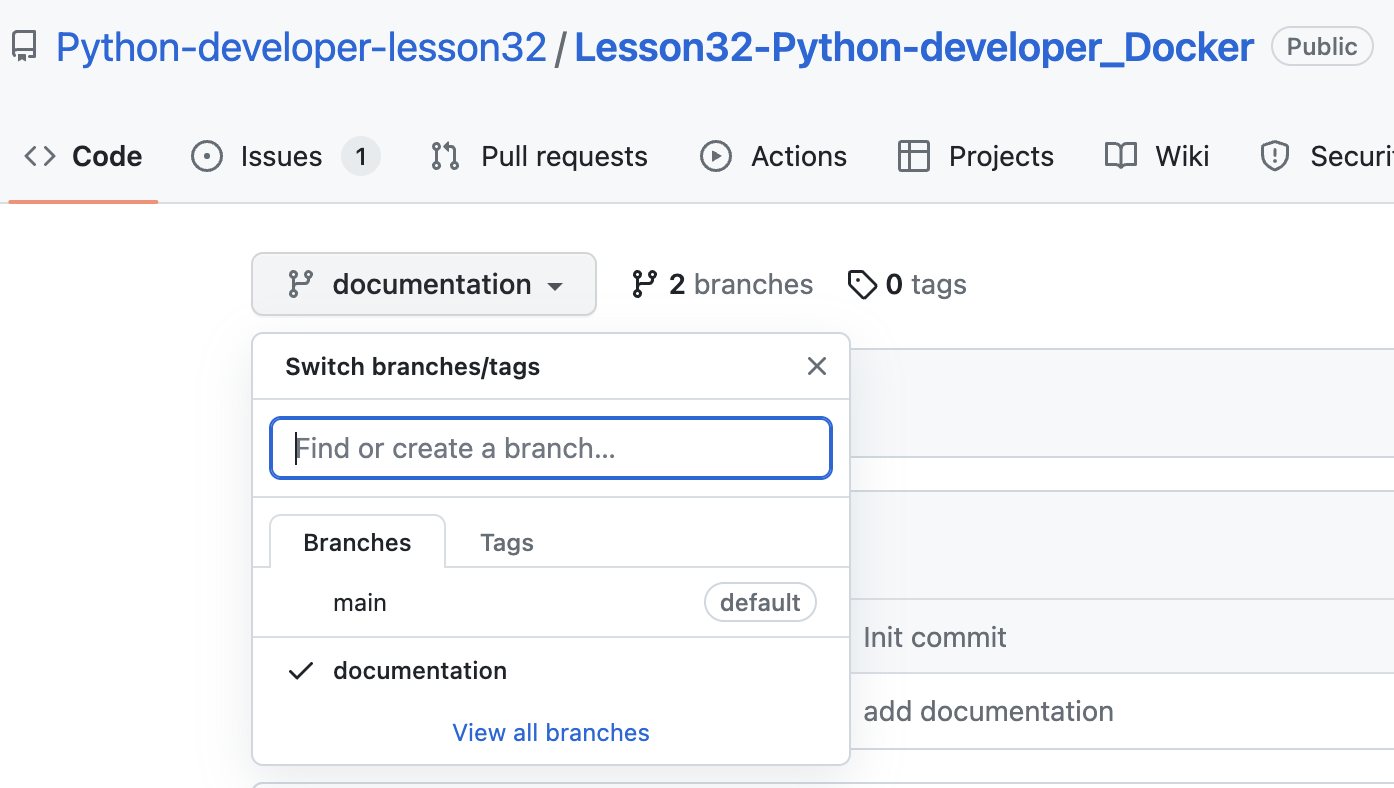 Python-developer-lesson32 / Lesson32-Python-developer_Docker Public
Code Issues 1 Pull requests Actions Projects Wiki Securi
documentation 2 branches 0 tags
Switch branches/tags
Find or create a branch...
Branches Tags
main default
Init commit
documentation
add documentation
View all branches